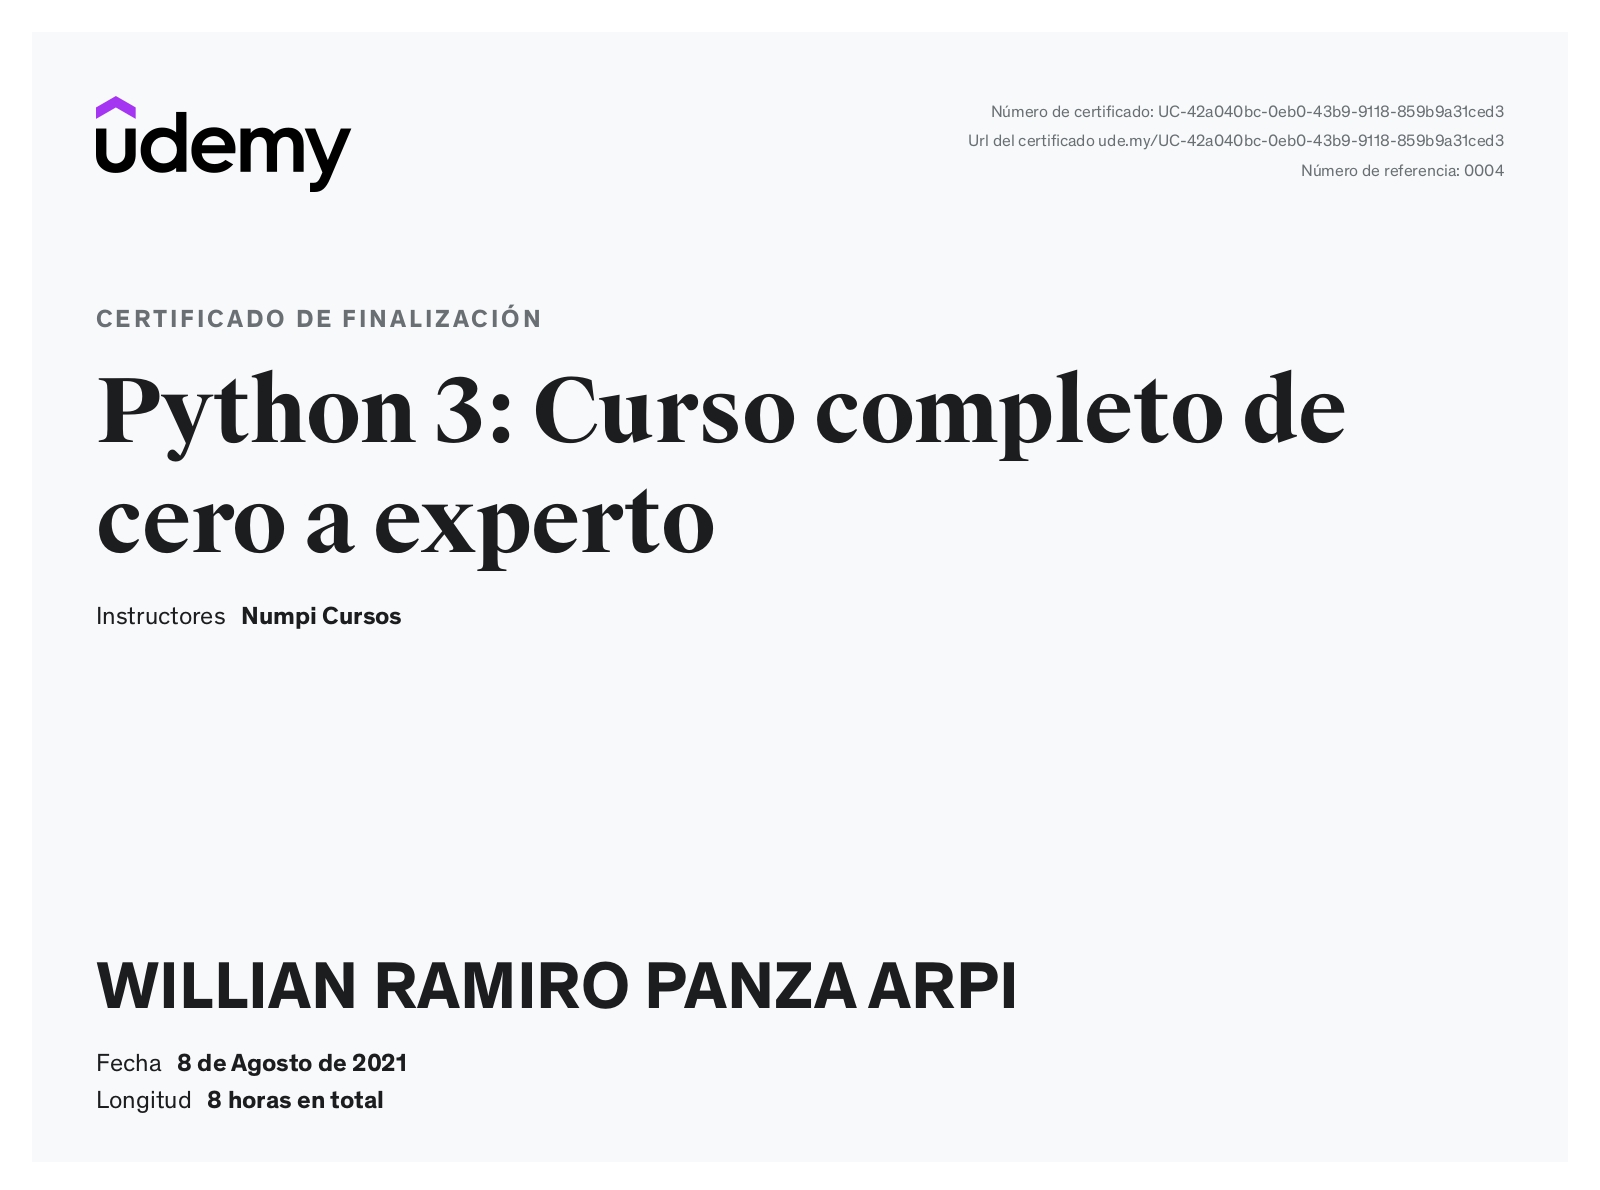 udemy
Número de certificado: UC-42a040bc-0eb0-43b9-9118-859b9a31ced3
Url del certificado ude.my/UC-42a040bc-0eb0-43b9-9118-859b9a31ced3
Número de referencia: 0004
CERTIFICADO DE FINALIZACIÓN
Python 3: Curso completo de
cero a experto
Instructores Numpi Cursos
WILLIAN RAMIRO PANZA ARPI
Fecha 8 de Agosto de 2021
Longitud 8 horas en total